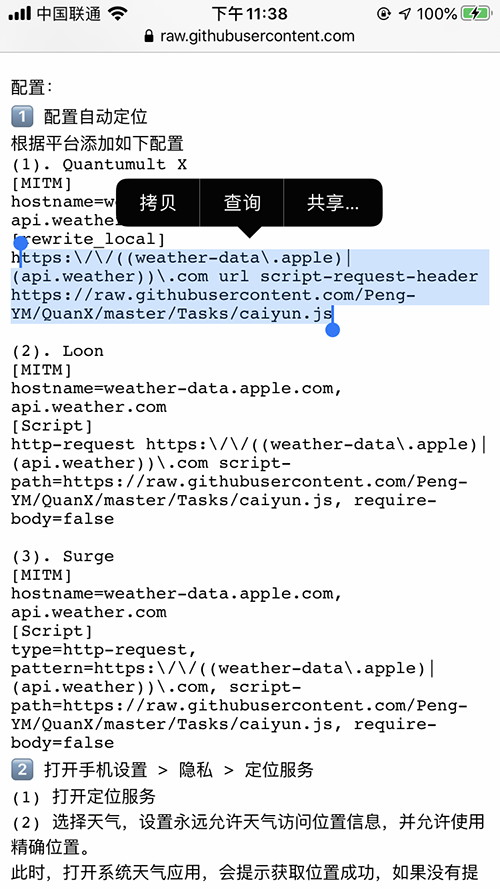 中国联通 下午11:38 100%
raw.githubusercontent.com
配置：
1 配置自动定位
根据平台添加如下配置
(1). Quantumult X
[MITM]
hostname=we
api.weather
[rewrite_local]
https:\/\/((weather-data\.apple)|
(api.weather))\.com url script-request-header
https://raw.githubusercontent.com/Peng-
YM/QuanX/master/Tasks/caiyun.js
拷贝 查询 共享...
(2). Loon
[MITM]
hostname=weather-data.apple.com,
api.weather.com
[Script]
http-request https:\/\/((weather-data\.apple)|
(api.weather))\.com script-
path=https://raw.githubusercontent.com/Peng-
YM/QuanX/master/Tasks/caiyun.js, require-
body=false
(3). Surge
[MITM]
hostname=weather-data.apple.com,
api.weather.com
[Script]
type=http-request,
pattern=https:\/\/((weather-data\.apple)|
(api.weather))\.com, script-
path=https://raw.githubusercontent.com/Peng-
YM/QuanX/master/Tasks/caiyun.js, require-
body=false
2 打开手机设置 > 隐私 > 定位服务
(1) 打开定位服务
(2) 选择天气，设置永远允许天气访问位置信息，并允许使用
精确位置。
此时，打开系统天气应用，会提示获取位置成功，如果没有提